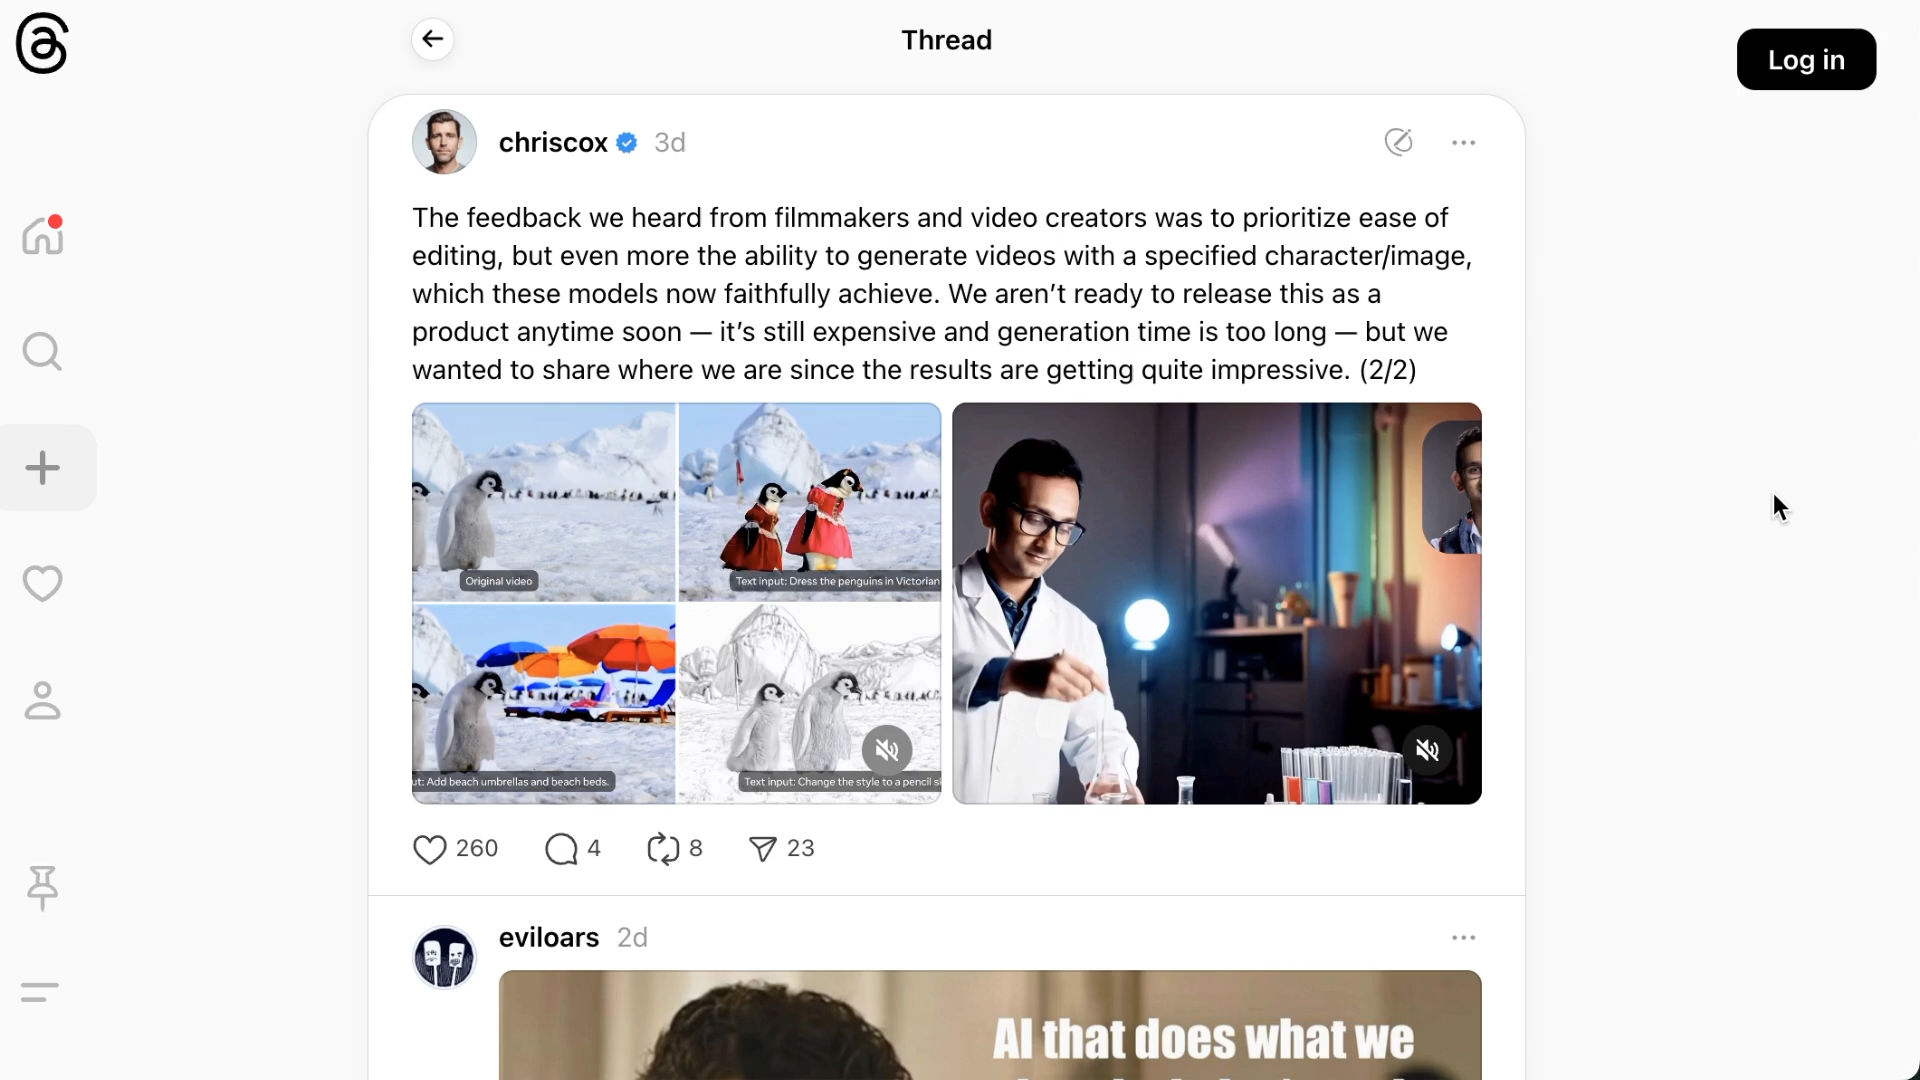 Thread
Log in
chriscox 3d
The feedback we heard from filmmakers and video creators was to prioritize ease of
editing, but even more the ability to generate videos with a specified character/image,
which these models now faithfully achieve. We aren’t ready to release this as a
product anytime soon — it’s still expensive and generation time is too long — but we
wanted to share where we are since the results are getting quite impressive. (2/2)
Original video
Text input: Dress the penguins in Victorian
ut: Add beach umbrellas and beach beds.
Text input: Change the style to a pencil s
260 4 8 23
eviloars 2d
AI that does what we